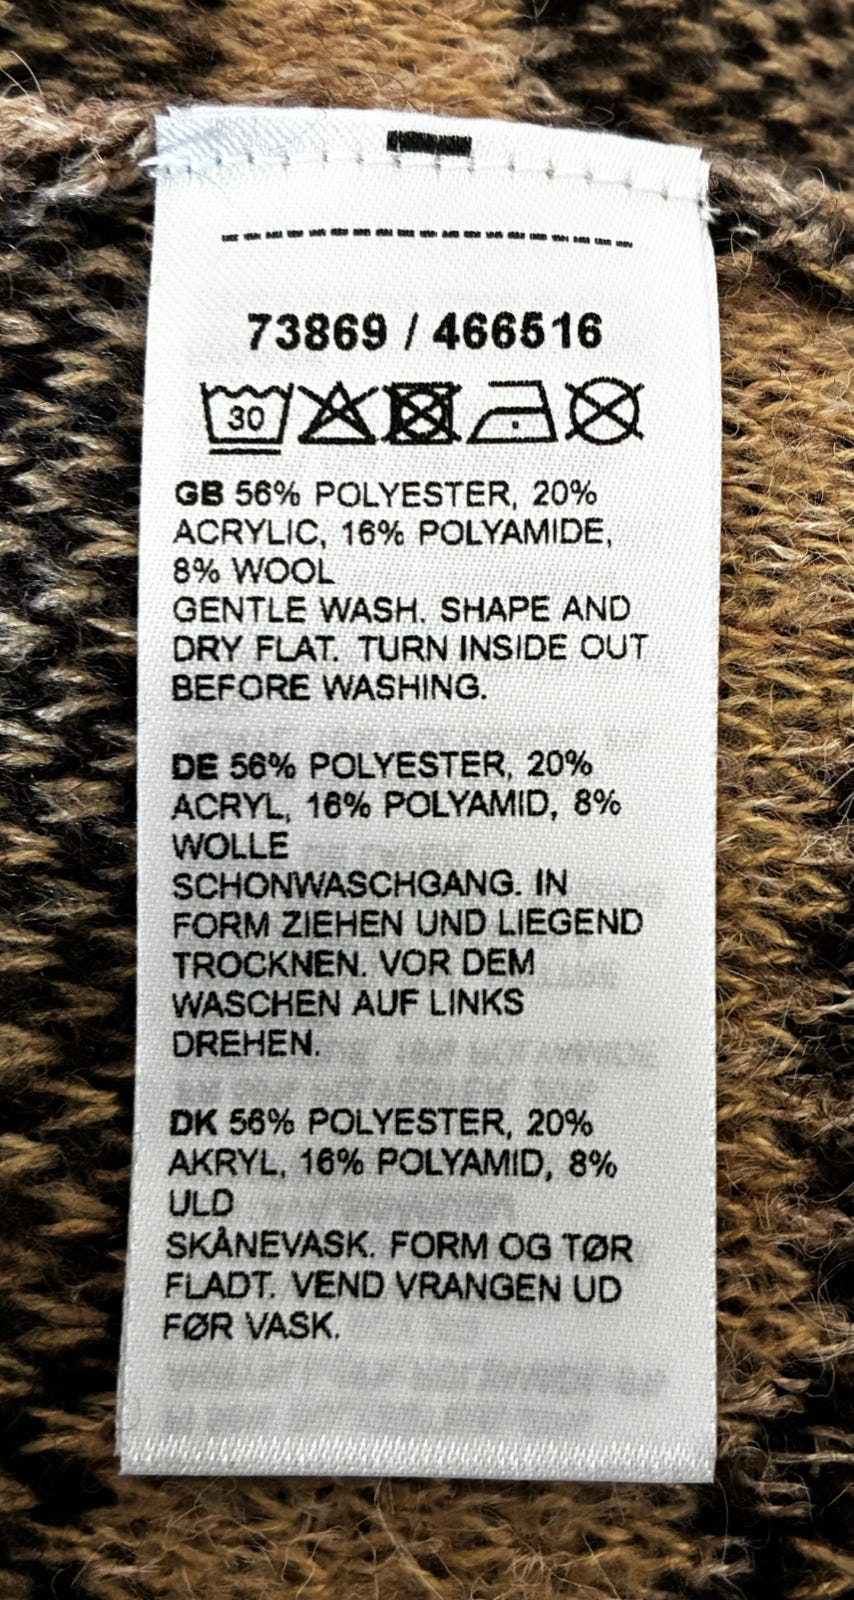 73869 / 466516
30
GB 56% POLYESTER, 20%
ACRYLIC, 16% POLYAMIDE,
8% WOOL
GENTLE WASH. SHAPE AND
DRY FLAT. TURN INSIDE OUT
BEFORE WASHING.
DE 56% POLYESTER, 20%
ACRYL, 16% POLYAMID, 8%
WOLLE
SCHONWASCHGANG. IN
FORM ZIEHEN UND LIEGEND
TROCKNEN. VOR DEM
WASCHEN AUF LINKS
DREHEN.
DK 56% POLYESTER, 20%
AKRYL, 16% POLYAMID, 8%
ULD
SKÅNEVASK. FORM OG TØR
FLADT. VEND VRANGEN UD
FØR VASK.